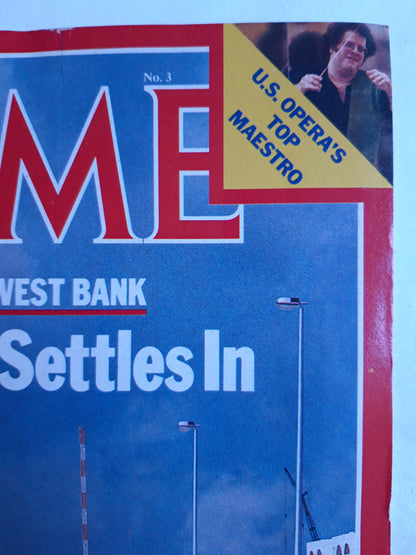 No. 3
ME
U.S. OPERA'S
TOP
MAESTRO
WEST BANK
Settles In